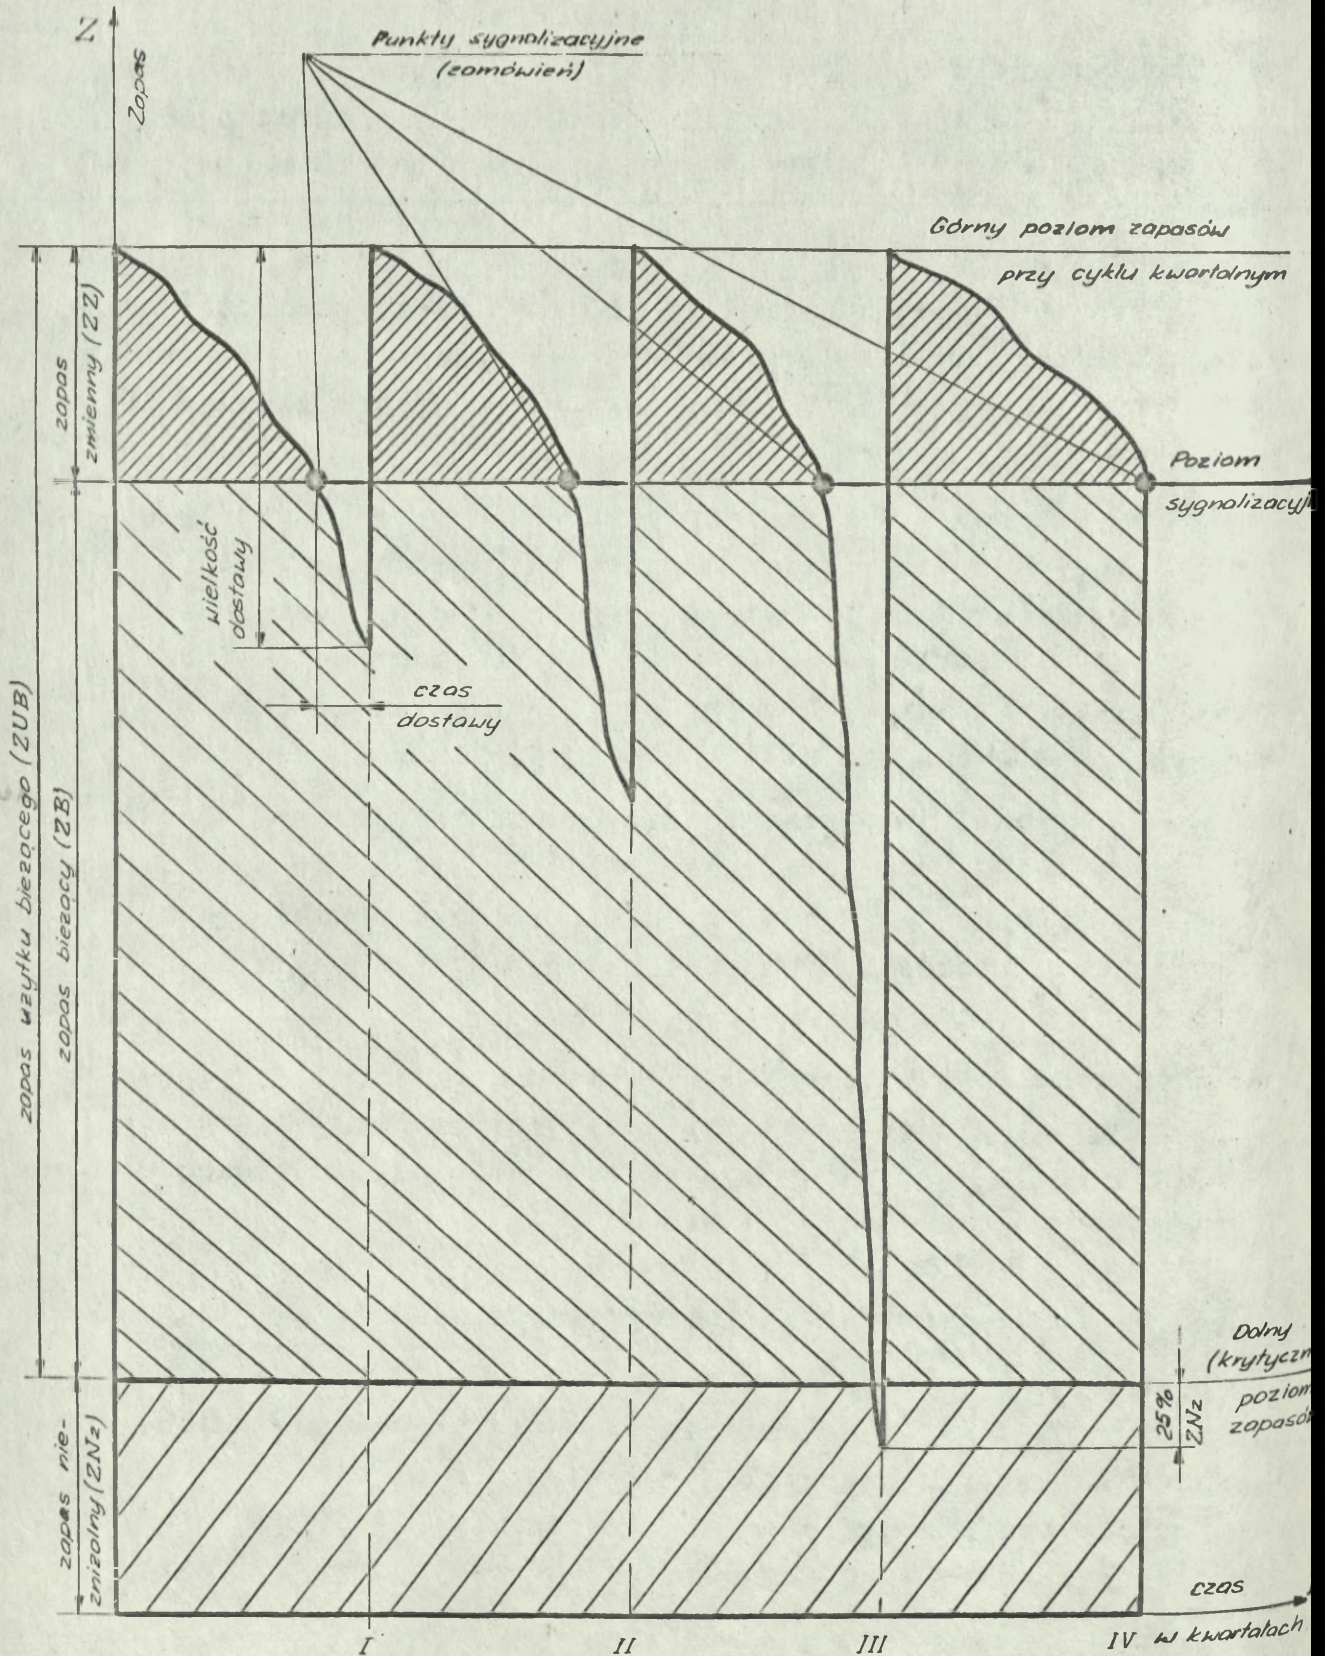 Z
Zapas
Punkty sygnalizacyjne
(zamówień)
Górny poziom zapasów
przy cyklu kwartalnym
zapas
zmienny (ZZ)
Poziom
sygnalizacyj
wielkość
dostawy
czas
dostawy
zapas użytku bieżącego (ZUB)
zapas bieżący (ZB)
Dolny
(krytyczn
poziom
zapasó
25%
ZNz
zapas nie-
zniżalny (ZNz)
czas
w kwartałach
I II III IV